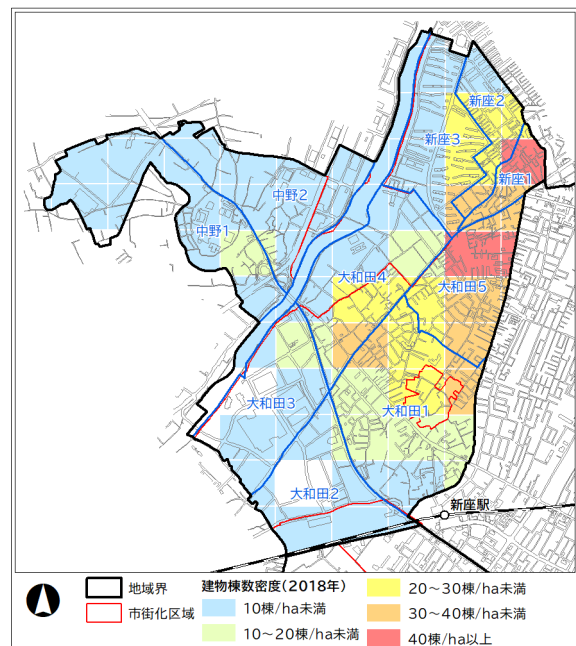 新座2
新座3
新座1
中野2
中野1
大和田4
大和田5
大和田3
大和田1
大和田2
新座駅
地域界
市街化区域
建物棟数密度(2018年)
10棟/ha未満
10～20棟/ha未満
20～30棟/ha未満
30～40棟/ha未満
40棟/ha以上